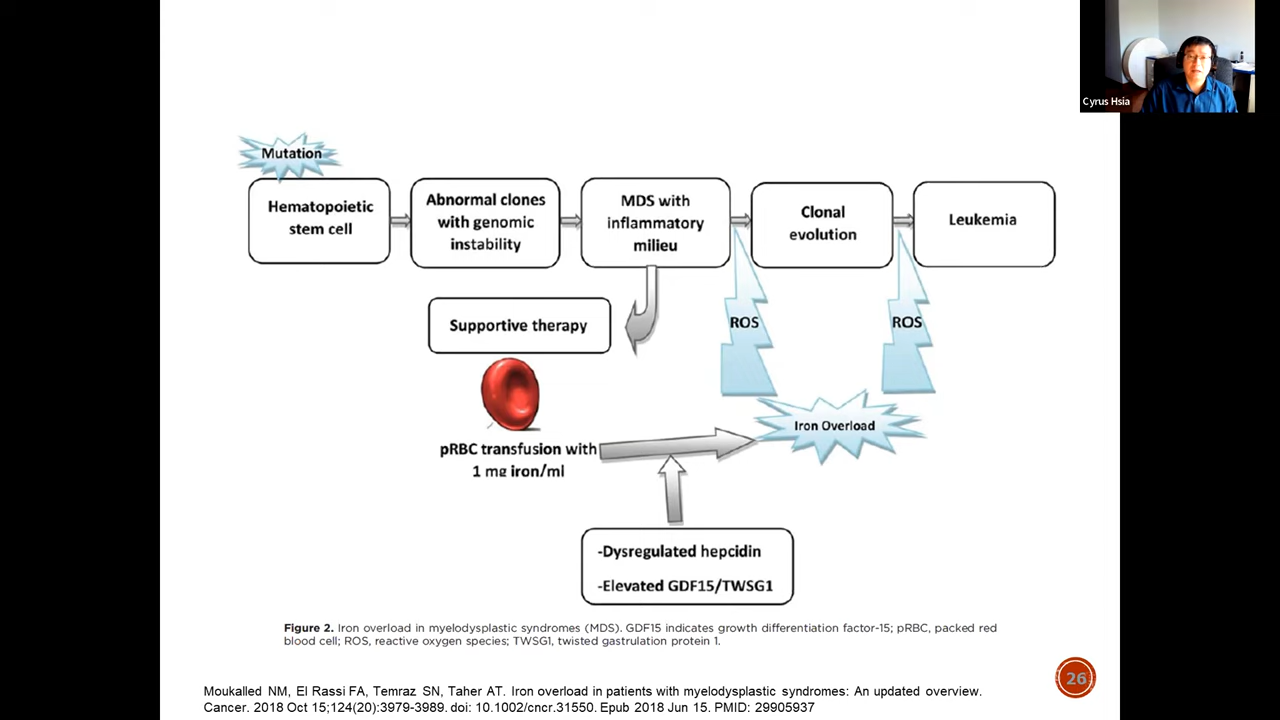 Cyrus Hsia
Mutation
Hematopoietic
stem cell
Abnormal clones
with genomic
instability
MDS with
inflammatory
milieu
Clonal
evolution
Leukemia
Supportive therapy
ROS
ROS
Iron Overload
pRBC transfusion with
1 mg iron/ml
-Dysregulated hepcidin
-Elevated GDF15/TWSG1
Figure 2. Iron overload in myelodysplastic syndromes (MDS). GDF15 indicates growth differentiation factor-15; pRBC, packed red
blood cell; ROS, reactive oxygen species; TWSG1, twisted gastrulation protein 1.
26
Moukalled NM, El Rassi FA, Temraz SN, Taher AT. Iron overload in patients with myelodysplastic syndromes: An updated overview.
Cancer. 2018 Oct 15;124(20):3979-3989. doi: 10.1002/cncr.31550. Epub 2018 Jun 15. PMID: 29905937